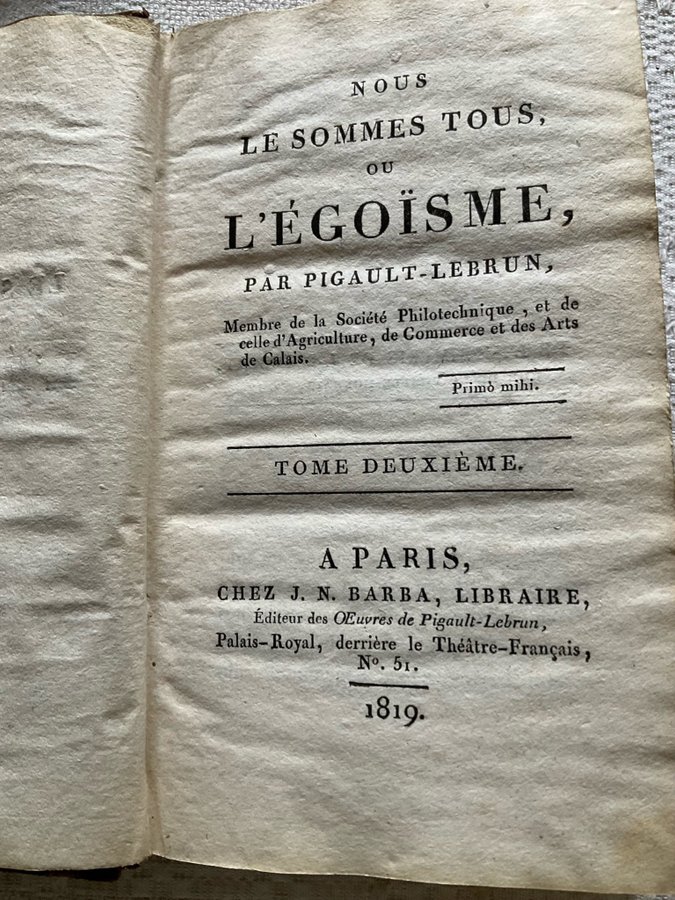 NOUS
LE SOMMES TOUS,
OU
L'ÉGOÏSME,
PAR PIGAULT-LEBRUN,
Membre de la Société Philotechnique, et de
celle d'Agriculture, de Commerce et des Arts
de Calais.
Primò mihi.
TOME DEUXIÈME.
A PARIS,
CHEZ J. N. BARBA, LIBRAIRE,
Éditeur des OEuvres de Pigault-Lebrun,
Palais-Royal, derrière le Théâtre-Français,
No. 51.
1819.